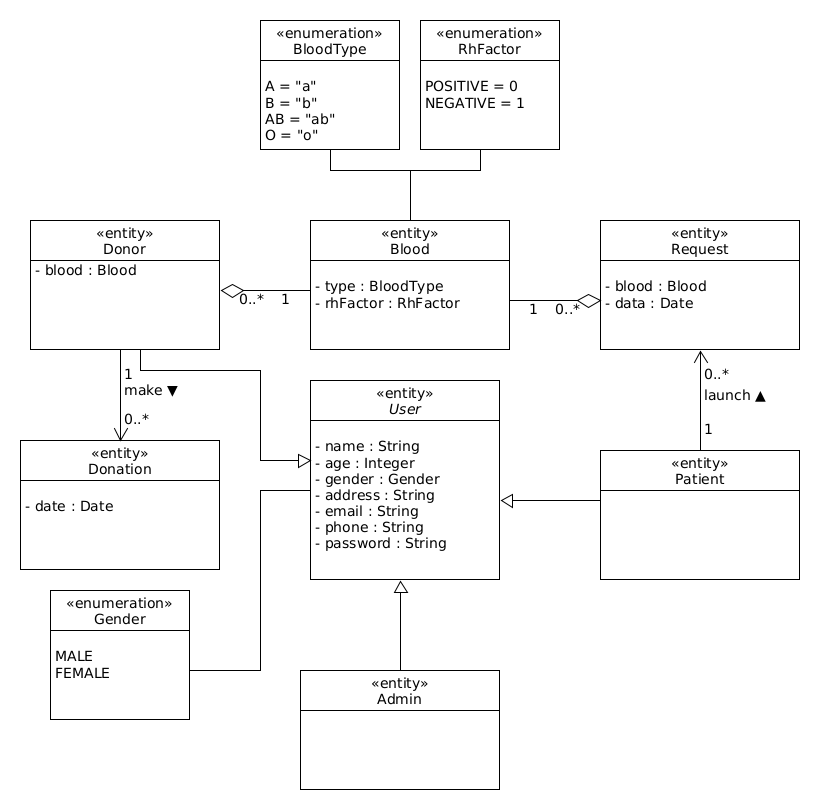 «enumeration»
BloodType
A = "a"
B = "b"
AB = "ab"
O = "o"
«enumeration»
RhFactor
POSITIVE = 0
NEGATIVE = 1
«entity»
Donor
- blood : Blood
0..*
1
«entity»
Blood
- type : BloodType
- rhFactor : RhFactor
1
0..*
«entity»
Request
- blood : Blood
- data : Date
1
make ▼
0..*
0..*
launch ▲
1
«entity»
Donation
- date : Date
«entity»
User
- name : String
- age : Integer
- gender : Gender
- address : String
- email : String
- phone : String
- password : String
«entity»
Patient
«enumeration»
Gender
MALE
FEMALE
«entity»
Admin